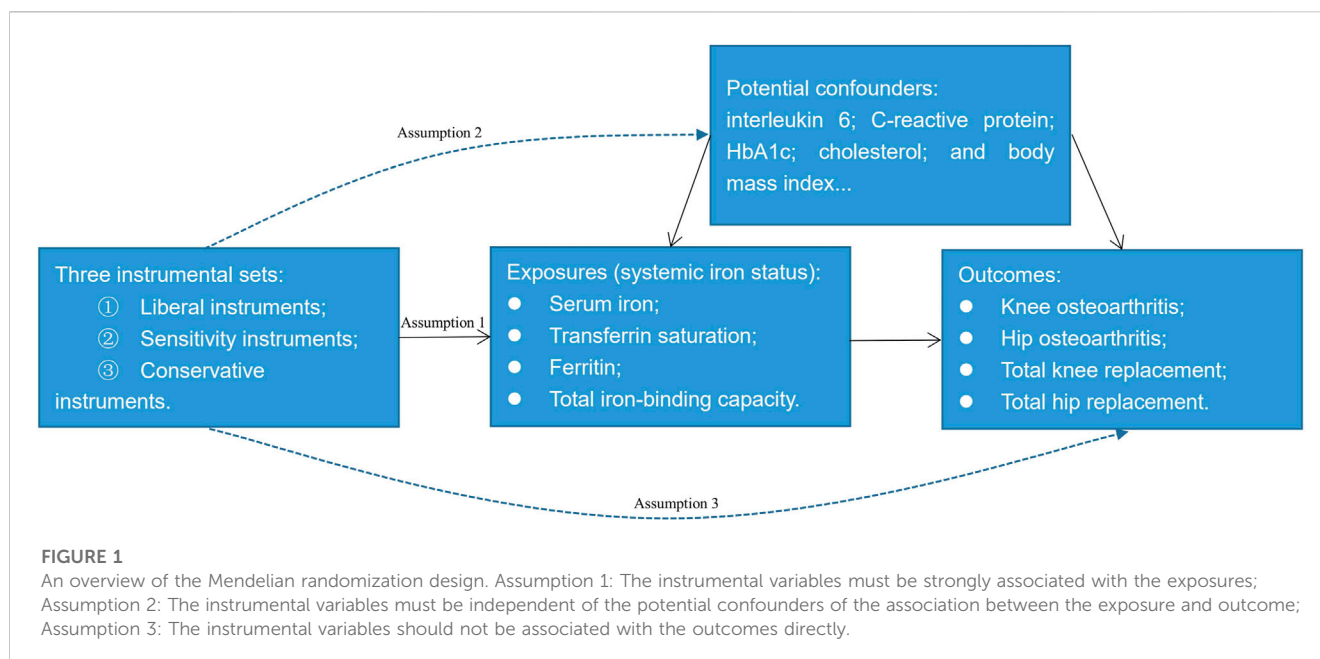 Potential confounders:
interleukin 6; C-reactive protein;
HbA1c; cholesterol; and body
mass index...
Assumption 2
Three instrumental sets:
① Liberal instruments;
② Sensitivity instruments;
③ Conservative
instruments.
Assumption 1
Exposures (systemic iron status):
● Serum iron;
● Transferrin saturation;
● Ferritin;
● Total iron-binding capacity.
Outcomes:
● Knee osteoarthritis;
● Hip osteoarthritis;
● Total knee replacement;
● Total hip replacement.
Assumption 3
FIGURE 1
An overview of the Mendelian randomization design. Assumption 1: The instrumental variables must be strongly associated with the exposures;
Assumption 2: The instrumental variables must be independent of the potential confounders of the association between the exposure and outcome;
Assumption 3: The instrumental variables should not be associated with the outcomes directly.